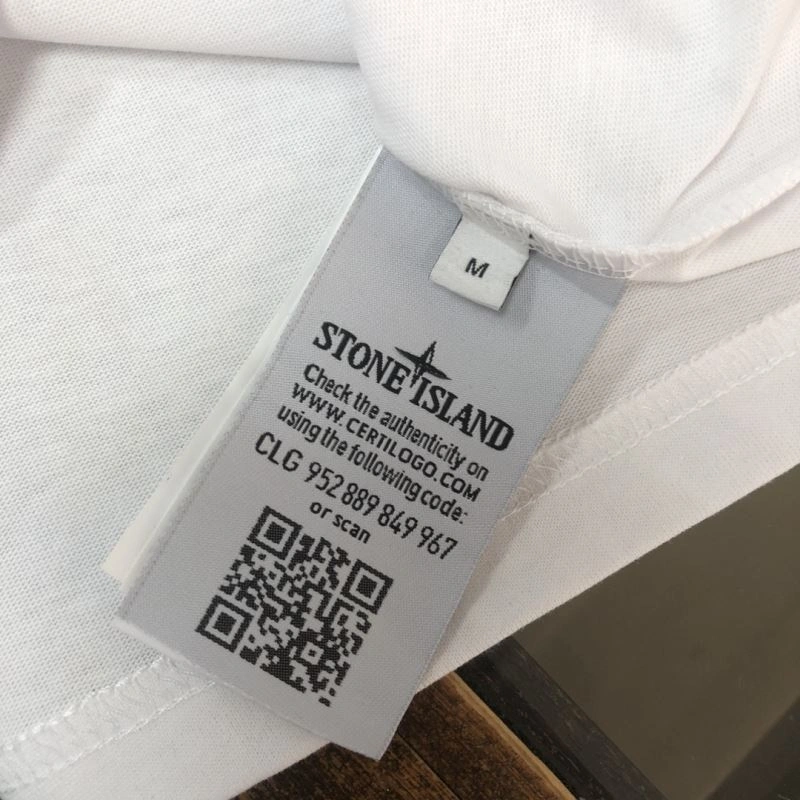 M
STONE ISLAND
Check the authenticity on
WWW.CERTILOGO.COM
using the following code:
CLG 952 889 849 967
or scan